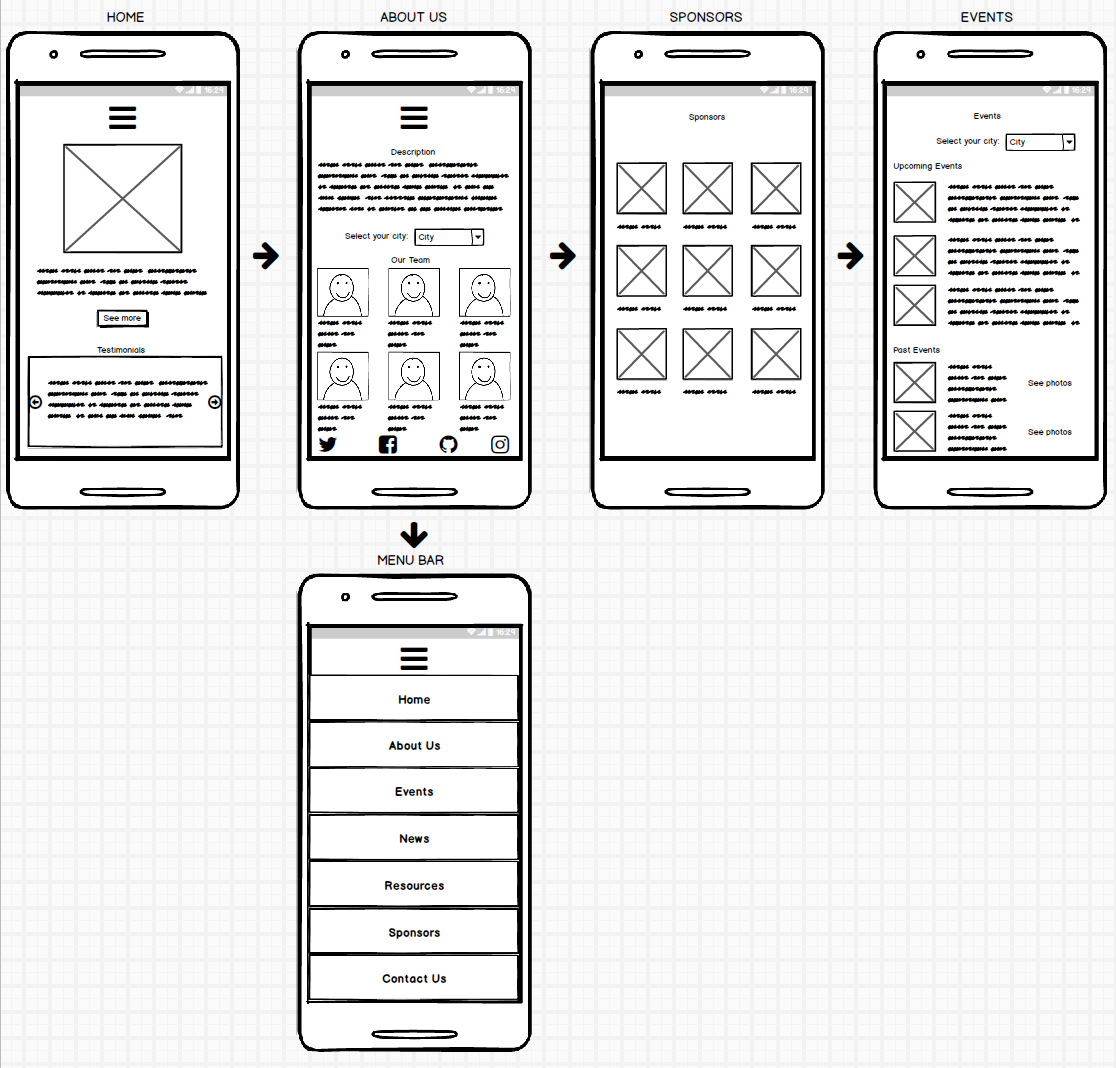 HOME
ABOUT US
SPONSORS
EVENTS
16:29
16:29
16:29
16:29
See more
Testimonials
Description
Select your city: City
Our Team
Sponsors
Events
Select your city: City
Upcoming Events
Past Events
See photos
See photos
MENU BAR
16:29
Home
About Us
Events
News
Resources
Sponsors
Contact Us